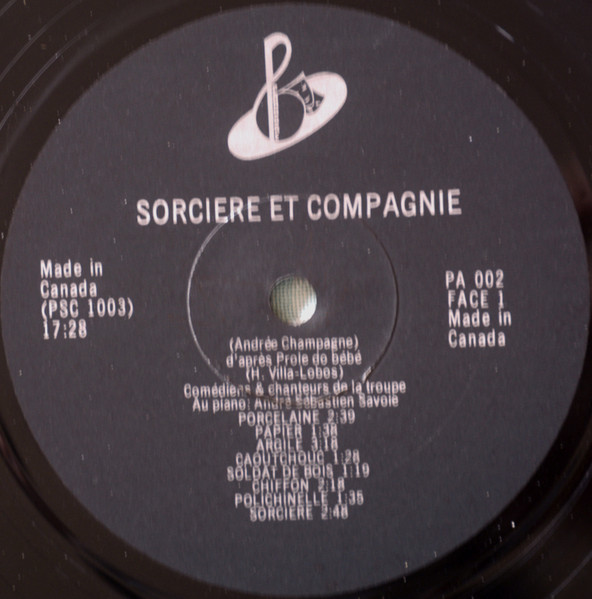 SORCIERE ET COMPAGNIE
Made in
Canada
(PSC 1003)
17:28
PA 002
FACE 1
Made in
Canada
(Andrée Champagne)
d'après Prole do bébé
(H. Villa-Lobos)
Comédiens & chanteurs de la troupe
Au piano: André Sébastien Savoie
PORCELAINE 2:39
PAPIER 1:38
ARGILE 3:18
CAOUTCHOUC 1:28
SOLDAT DE BOIS 1:19
CHIFFON 2:18
POLICHINELLE 1:35
SORCIERE 2:48